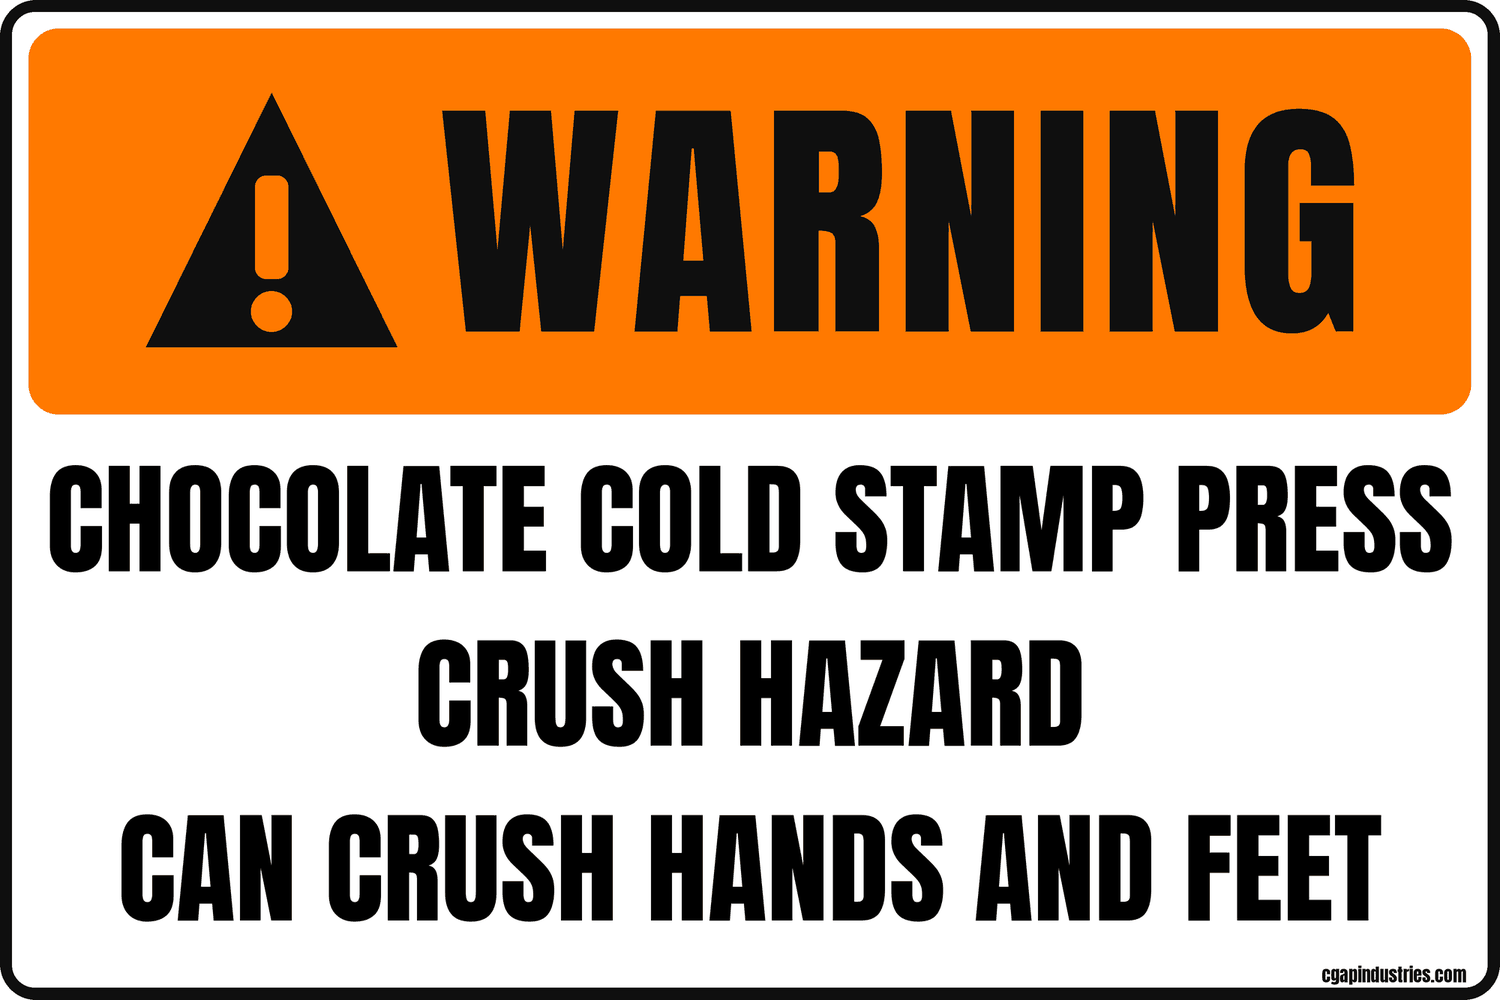 WARNING
CHOCOLATE COLD STAMP PRESS
CRUSH HAZARD
CAN CRUSH HANDS AND FEET
cgapindustries.com